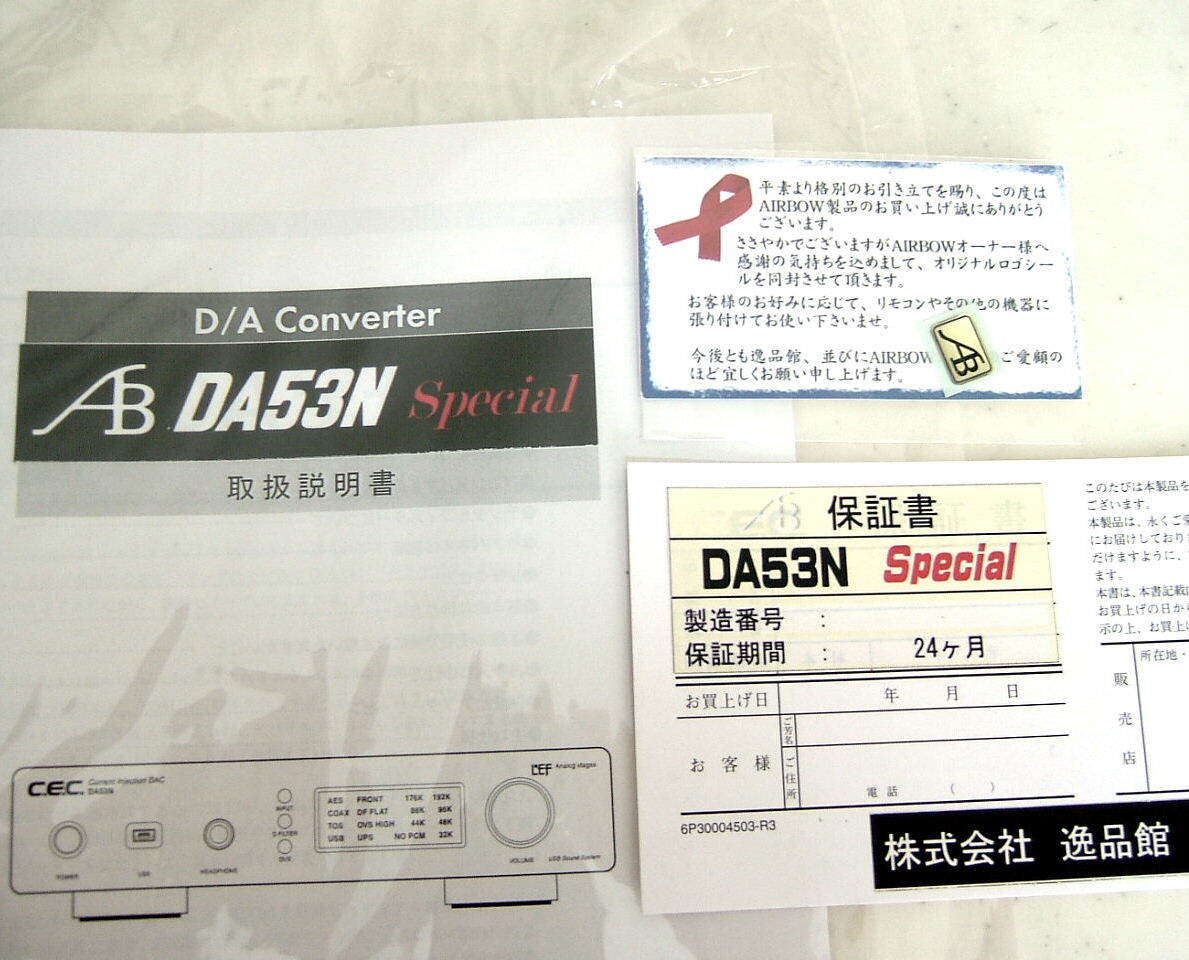 D/A Converter
AB DA53N Special
取扱説明書
C.E.C. Current Injection DAC
DA53N
LEF Analog stages
AES FRONT 176K 192K
COAX DF FLAT 88K 96K
TOS OVS HIGH 44K 48K
USB UPS NO PCM 32K
INPUT
D.FILTER
OVS
POWER
USB
HEADPHONE
VOLUME
USB Sound System
平素より格別のお引き立てを賜り、この度は
AIRBOW製品のお買い上げ誠にありがとう
ございます。
ささやかでございますがAIRBOWオーナー様へ
感謝の気持ちを込めまして、オリジナルロゴシー
ルを同封させて頂きます。
お客様のお好みに応じて、リモコンやその他の機器に
張り付けてお使い下さいませ。
今後とも逸品館、並びにAIRBOW ご愛顧の
ほど宜しくお願い申し上げます。
AB
AB 保証書
DA53N Special
製造番号 :
保証期間 : 24ヶ月
お買上げ日 年 月 日
お客様
ご芳名
ご住所
電話 ( )
6P30004503-R3
このたびは本製品を
ございます。
本製品は、永くご
にお届けしており
だけますように、
ます。
本書は、本書記載
お買上げの日から
示の上、お買上
販売店
所在地・
株式会社 逸品館